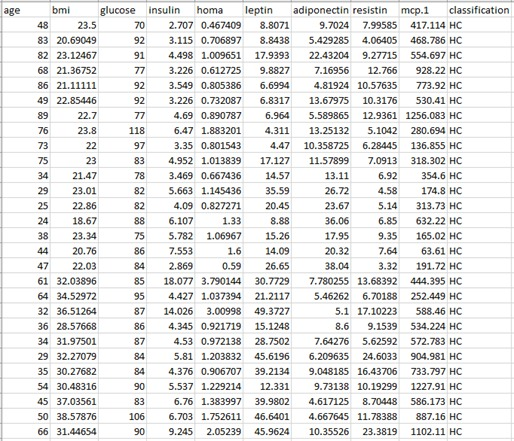 age bmi glucose insulin homa leptin adiponectin resistin mcp.1 classification
48 23.5 70 2.707 0.467409 8.8071 9.7024 7.99585 417.114 HC
83 20.69049 92 3.115 0.706897 8.8438 5.429285 4.06405 468.786 HC
82 23.12467 91 4.498 1.009651 17.9393 22.43204 9.27715 554.697 HC
68 21.36752 77 3.226 0.612725 9.8827 7.16956 12.766 928.22 HC
86 21.11111 92 3.549 0.805386 6.6994 4.81924 10.57635 773.92 HC
49 22.85446 92 3.226 0.732087 6.8317 13.67975 10.3176 530.41 HC
89 22.7 77 4.69 0.890787 6.964 5.589865 12.9361 1256.083 HC
76 23.8 118 6.47 1.883201 4.311 13.25132 5.1042 280.694 HC
73 22 97 3.35 0.801543 4.47 10.358725 6.28445 136.855 HC
75 23 83 4.952 1.013839 17.127 11.57899 7.0913 318.302 HC
34 21.47 78 3.469 0.667436 14.57 13.11 6.92 354.6 HC
29 23.01 82 5.663 1.145436 35.59 26.72 4.58 174.8 HC
25 22.86 82 4.09 0.827271 20.45 23.67 5.14 313.73 HC
24 18.67 88 6.107 1.33 8.88 36.06 6.85 632.22 HC
38 23.34 75 5.782 1.06967 15.26 17.95 9.35 165.02 HC
44 20.76 86 7.553 1.6 14.09 20.32 7.64 63.61 HC
47 22.03 84 2.869 0.59 26.65 38.04 3.32 191.72 HC
61 32.03896 85 18.077 3.790144 30.7729 7.780255 13.68392 444.395 HC
64 34.52972 95 4.427 1.037394 21.2117 5.46262 6.70188 252.449 HC
32 36.51264 87 14.026 3.00998 49.3727 5.1 17.10223 588.46 HC
36 28.57668 86 4.345 0.921719 15.1248 8.6 9.1539 534.224 HC
34 31.97501 87 4.53 0.972138 28.7502 7.64276 5.62592 572.783 HC
29 32.27079 84 5.81 1.203832 45.6196 6.209635 24.6033 904.981 HC
35 30.27682 84 4.376 0.906707 39.2134 9.048185 16.43706 733.797 HC
54 30.48316 90 5.537 1.229214 12.331 9.73138 10.19299 1227.91 HC
45 37.03561 83 6.76 1.383997 39.9802 4.617125 8.70448 586.173 HC
50 38.57876 106 6.703 1.752611 46.6401 4.667645 11.78388 887.16 HC
66 31.44654 90 9.245 2.05239 45.9624 10.35526 23.3819 1102.11 HC